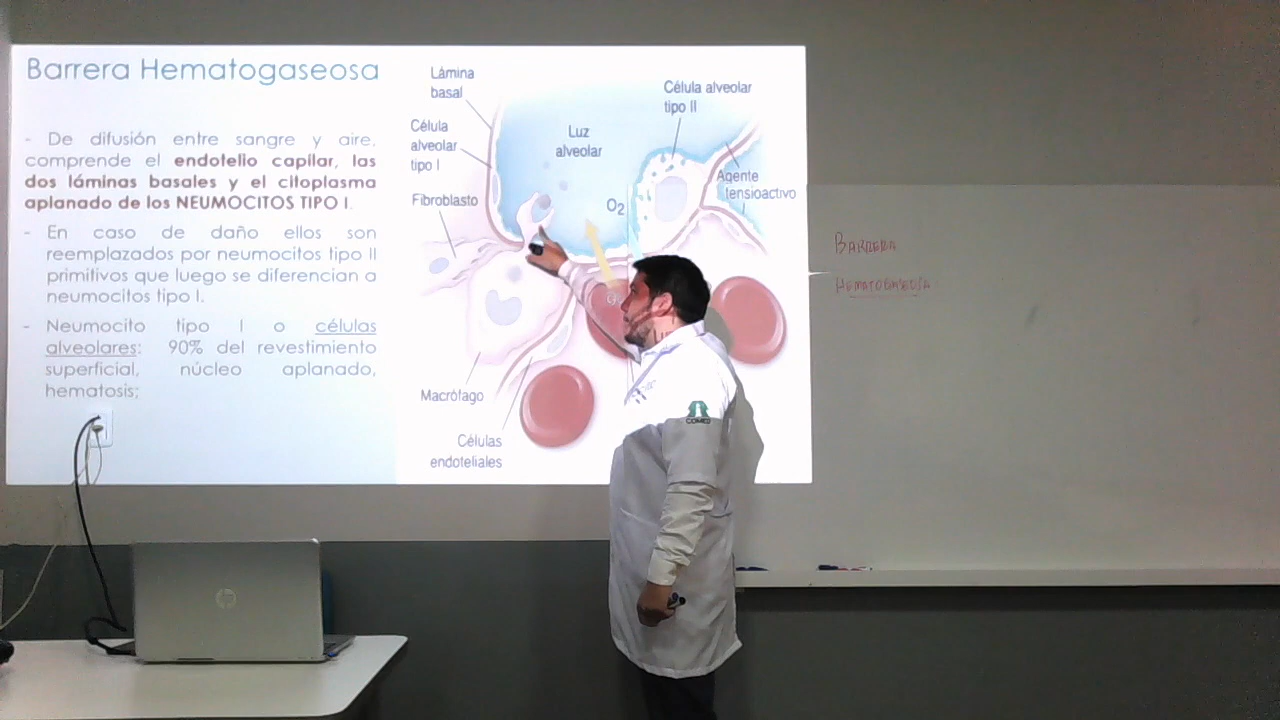 Barrera Hematogaseosa
- De difusión entre sangre y aire,
comprende el endotelio capilar, las
dos láminas basales y el citoplasma
aplanado de los NEUMOCITOS TIPO I.
- En caso de daño ellos son
reemplazados por neumocitos tipo II
primitivos que luego se diferencian a
neumocitos tipo I.
- Neumocito tipo I o células
alveolares: 90% del revestimiento
superficial, núcleo aplanado,
hematosis;
Lámina
basal
Célula
alveolar
tipo I
Fibroblasto
Luz
alveolar
Célula alveolar
tipo II
Agente
tensioactivo
O2
Macrófago
Células
endoteliales
BARRERA
HEMATOGASEOSA
COMED
hp